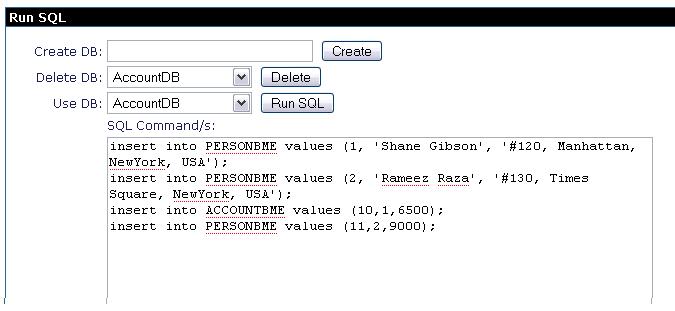 Run SQL
Create DB: Create
Delete DB: AccountDB Delete
Use DB: AccountDB Run SQL
SQL Command/s:
insert into PERSONBME values (1, 'Shane Gibson', '#120, Manhattan,
NewYork, USA');
insert into PERSONBME values (2, 'Rameez Raza', '#130, Times
Square, NewYork, USA');
insert into ACCOUNTBME values (10,1,6500);
insert into PERSONBME values (11,2,9000);